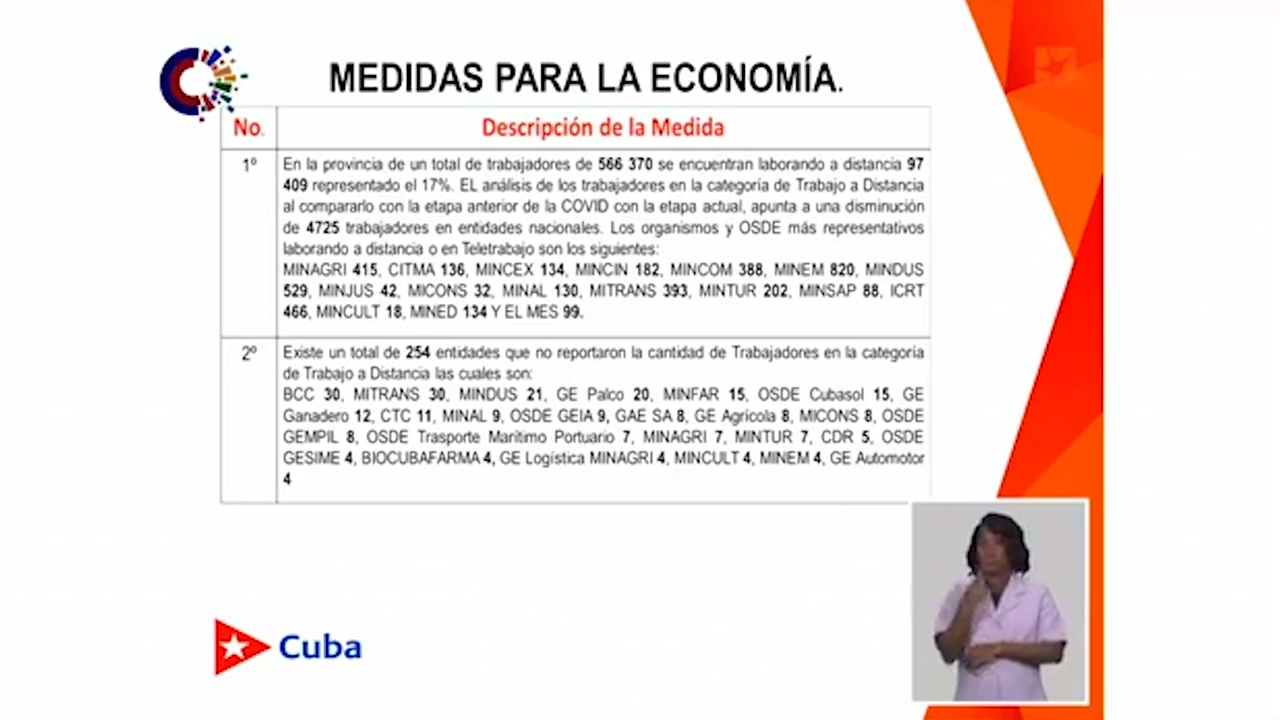 MEDIDAS PARA LA ECONOMÍA.
No. Descripción de la Medida
1º En la provincia de un total de trabajadores de 566 370 se encuentran laborando a distancia 97
409 representado el 17%. EL análisis de los trabajadores en la categoría de Trabajo a Distancia
al compararlo con la etapa anterior de la COVID con la etapa actual, apunta a una disminución
de 4725 trabajadores en entidades nacionales. Los organismos y OSDE más representativos
laborando a distancia o en Teletrabajo son los siguientes:
MINAGRI 415, CITMA 136, MINCEX 134, MINCIN 182, MINCOM 388, MINEM 820, MINDUS
529, MINJUS 42, MICONS 32, MINAL 130, MITRANS 393, MINTUR 202, MINSAP 88, ICRT
466, MINCULT 18, MINED 134 Y EL MES 99.
2º Existe un total de 254 entidades que no reportaron la cantidad de Trabajadores en la categoría
de Trabajo a Distancia las cuales son:
BCC 30, MITRANS 30, MINDUS 21, GE Palco 20, MINFAR 15, OSDE Cubasol 15, GE
Ganadero 12, CTC 11, MINAL 9, OSDE GEIA 9, GAE SA 8, GE Agrícola 8, MICONS 8, OSDE
GEMPIL 8, OSDE Trasporte Marítimo Portuario 7, MINAGRI 7, MINTUR 7, CDR 5, OSDE
GESIME 4, BIOCUBAFARMA 4, GE Logística MINAGRI 4, MINCULT 4, MINEM 4, GE Automotor
4
Cuba